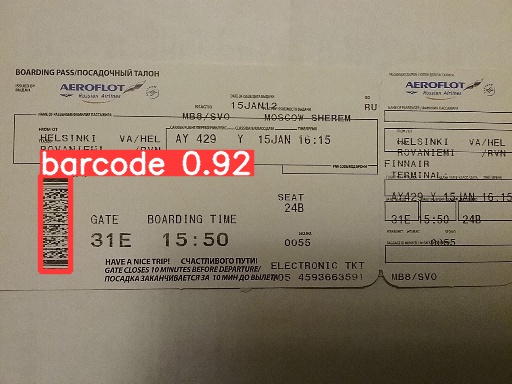 BOARDING PASS/ПОСАДОЧНЫЙ ТАЛОН
AEROFLOT
Russian Airlines
15JAN12
MB8/SVO MOSCOW SHEREM
RU
HELSINKI VA/HEL
ROVANIEMI /RVN
AY 429 Y 15JAN 16:15
barcode 0.92
SEAT
24B
GATE BOARDING TIME
31E 15:50
0055
HAVE A NICE TRIP! СЧАСТЛИВОГО ПУТИ!
GATE CLOSES 10 MINUTES BEFORE DEPARTURE/
ПОСАДКА ЗАКАНЧИВАЕТСЯ ЗА 10 МИН ДО ВЫЛЕТА
ELECTRONIC TKT
4593663591
AEROFLOT
Russian Airlines
HELSINKI VA/HEL
ROVANIEMI /RVN
FINNAIR
TERMINAL
AY429 Y 15JAN 16:15
31E 15:50 24B
0055
MB8/SVO